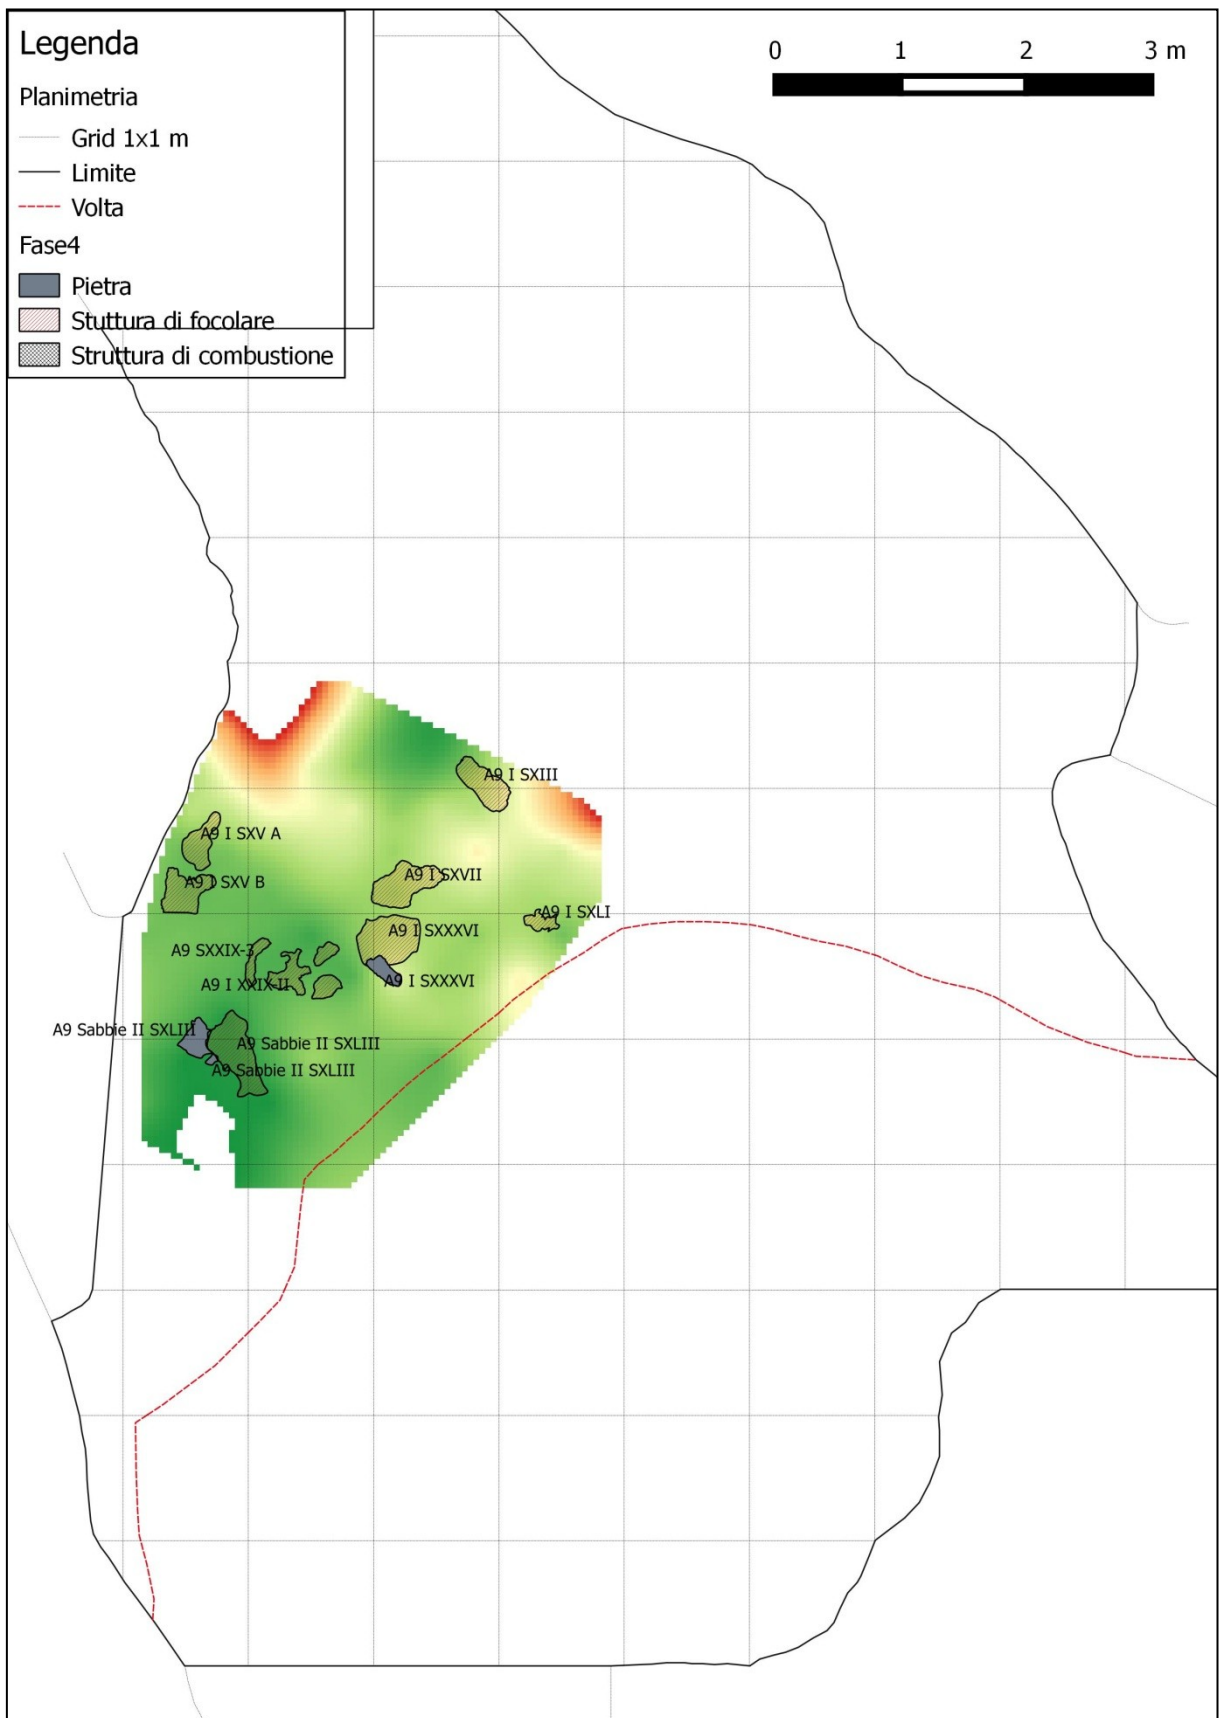 Legenda
Planimetria
Grid 1x1 m
Limite
Volta
Fase4
Pietra
Stuttura di focolare
Struttura di combustione
0 1 2 3 m
A9 I SXIII
A9 I SXV A
A9 I SXVII
A9 I SXV B
A9 I SXLI
A9 I SXXXVI
A9 SXXIX-3
A9 I SXXXVI
A9 I XXIX-II
A9 Sabbie II SXLIII
A9 Sabbie II SXLIII
A9 Sabbie II SXLIII